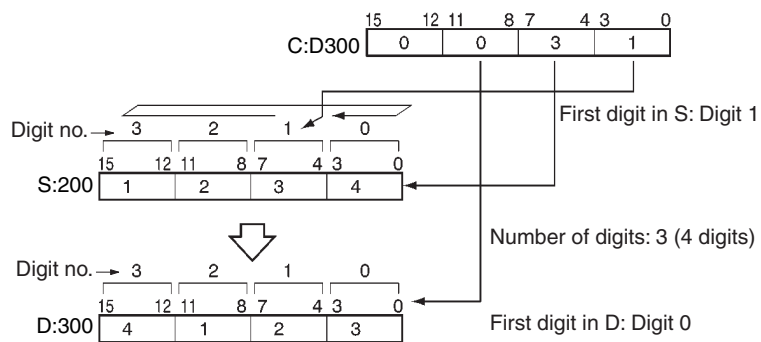 15 12 11 8 7 4 3 0
C:D300 0 0 3 1
First digit in S: Digit 1
Digit no. 3 2 1 0
15 12 11 8 7 4 3 0
S:200 1 2 3 4
Number of digits: 3 (4 digits)
Digit no. 3 2 1 0
15 12 11 8 7 4 3 0
First digit in D: Digit 0
D:300 4 1 2 3